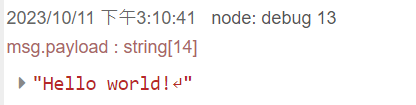 2023/10/11 下午3:10:41 node: debug 13
msg.payload : string[14]
"Hello world!↵"